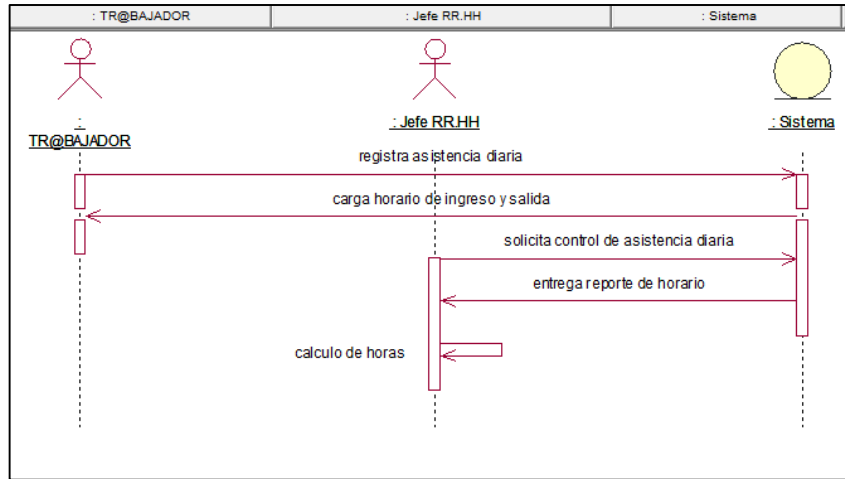 : TR@BAJADOR
: Jefe RR.HH
: Sistema
:
TR@BAJADOR
: Jefe RR.HH
: Sistema
registra asistencia diaria
carga horario de ingreso y salida
solicita control de asistencia diaria
entrega reporte de horario
calculo de horas